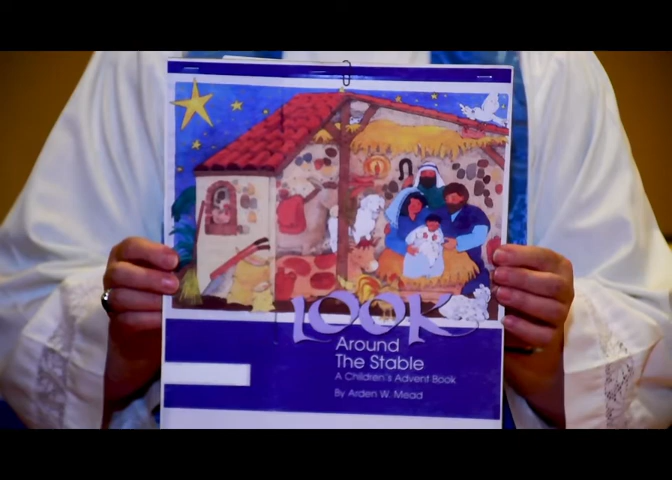 LOOK
Around
The Stable
A Children's Advent Book
By Arden W. Mead